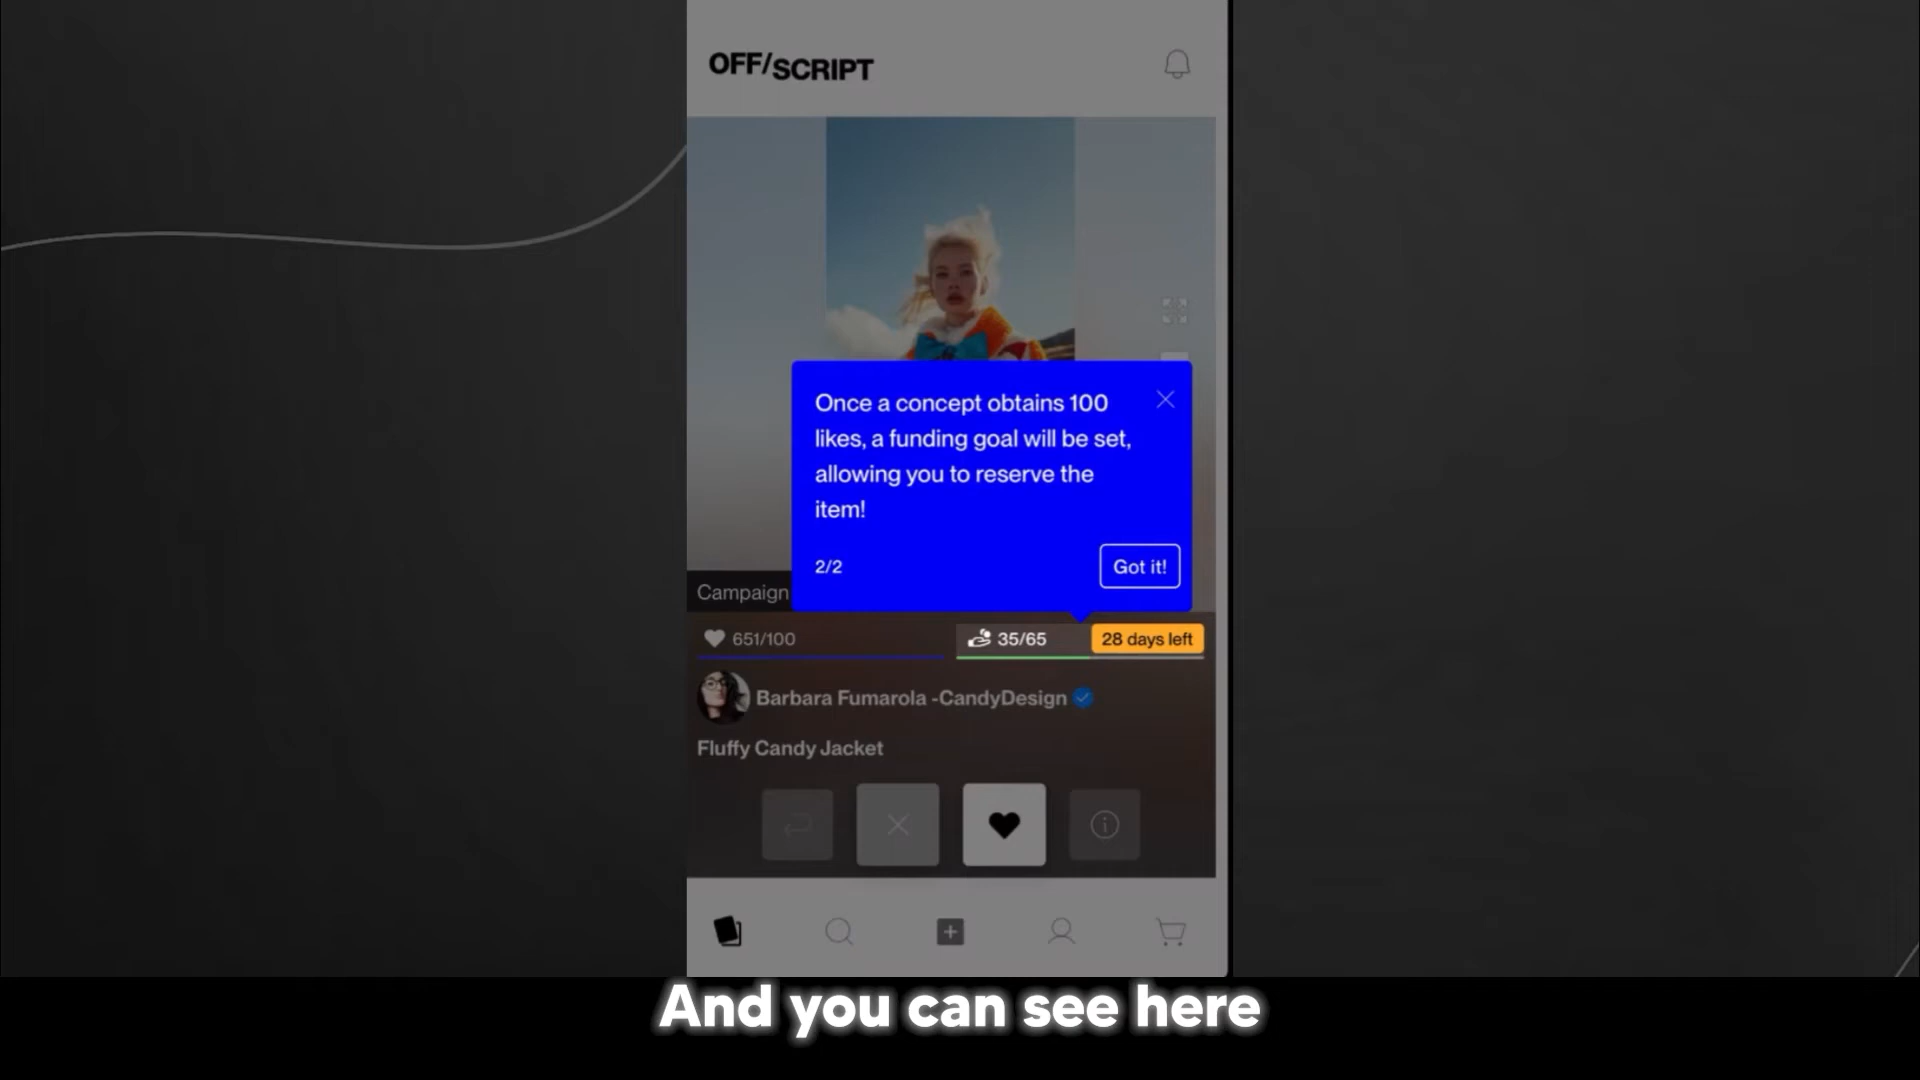 OFF/SCRIPT
Once a concept obtains 100
likes, a funding goal will be set,
allowing you to reserve the
item!
2/2
Got it!
Campaign
651/100
35/65
28 days left
Barbara Fumarola -CandyDesign
Fluffy Candy Jacket
And you can see here